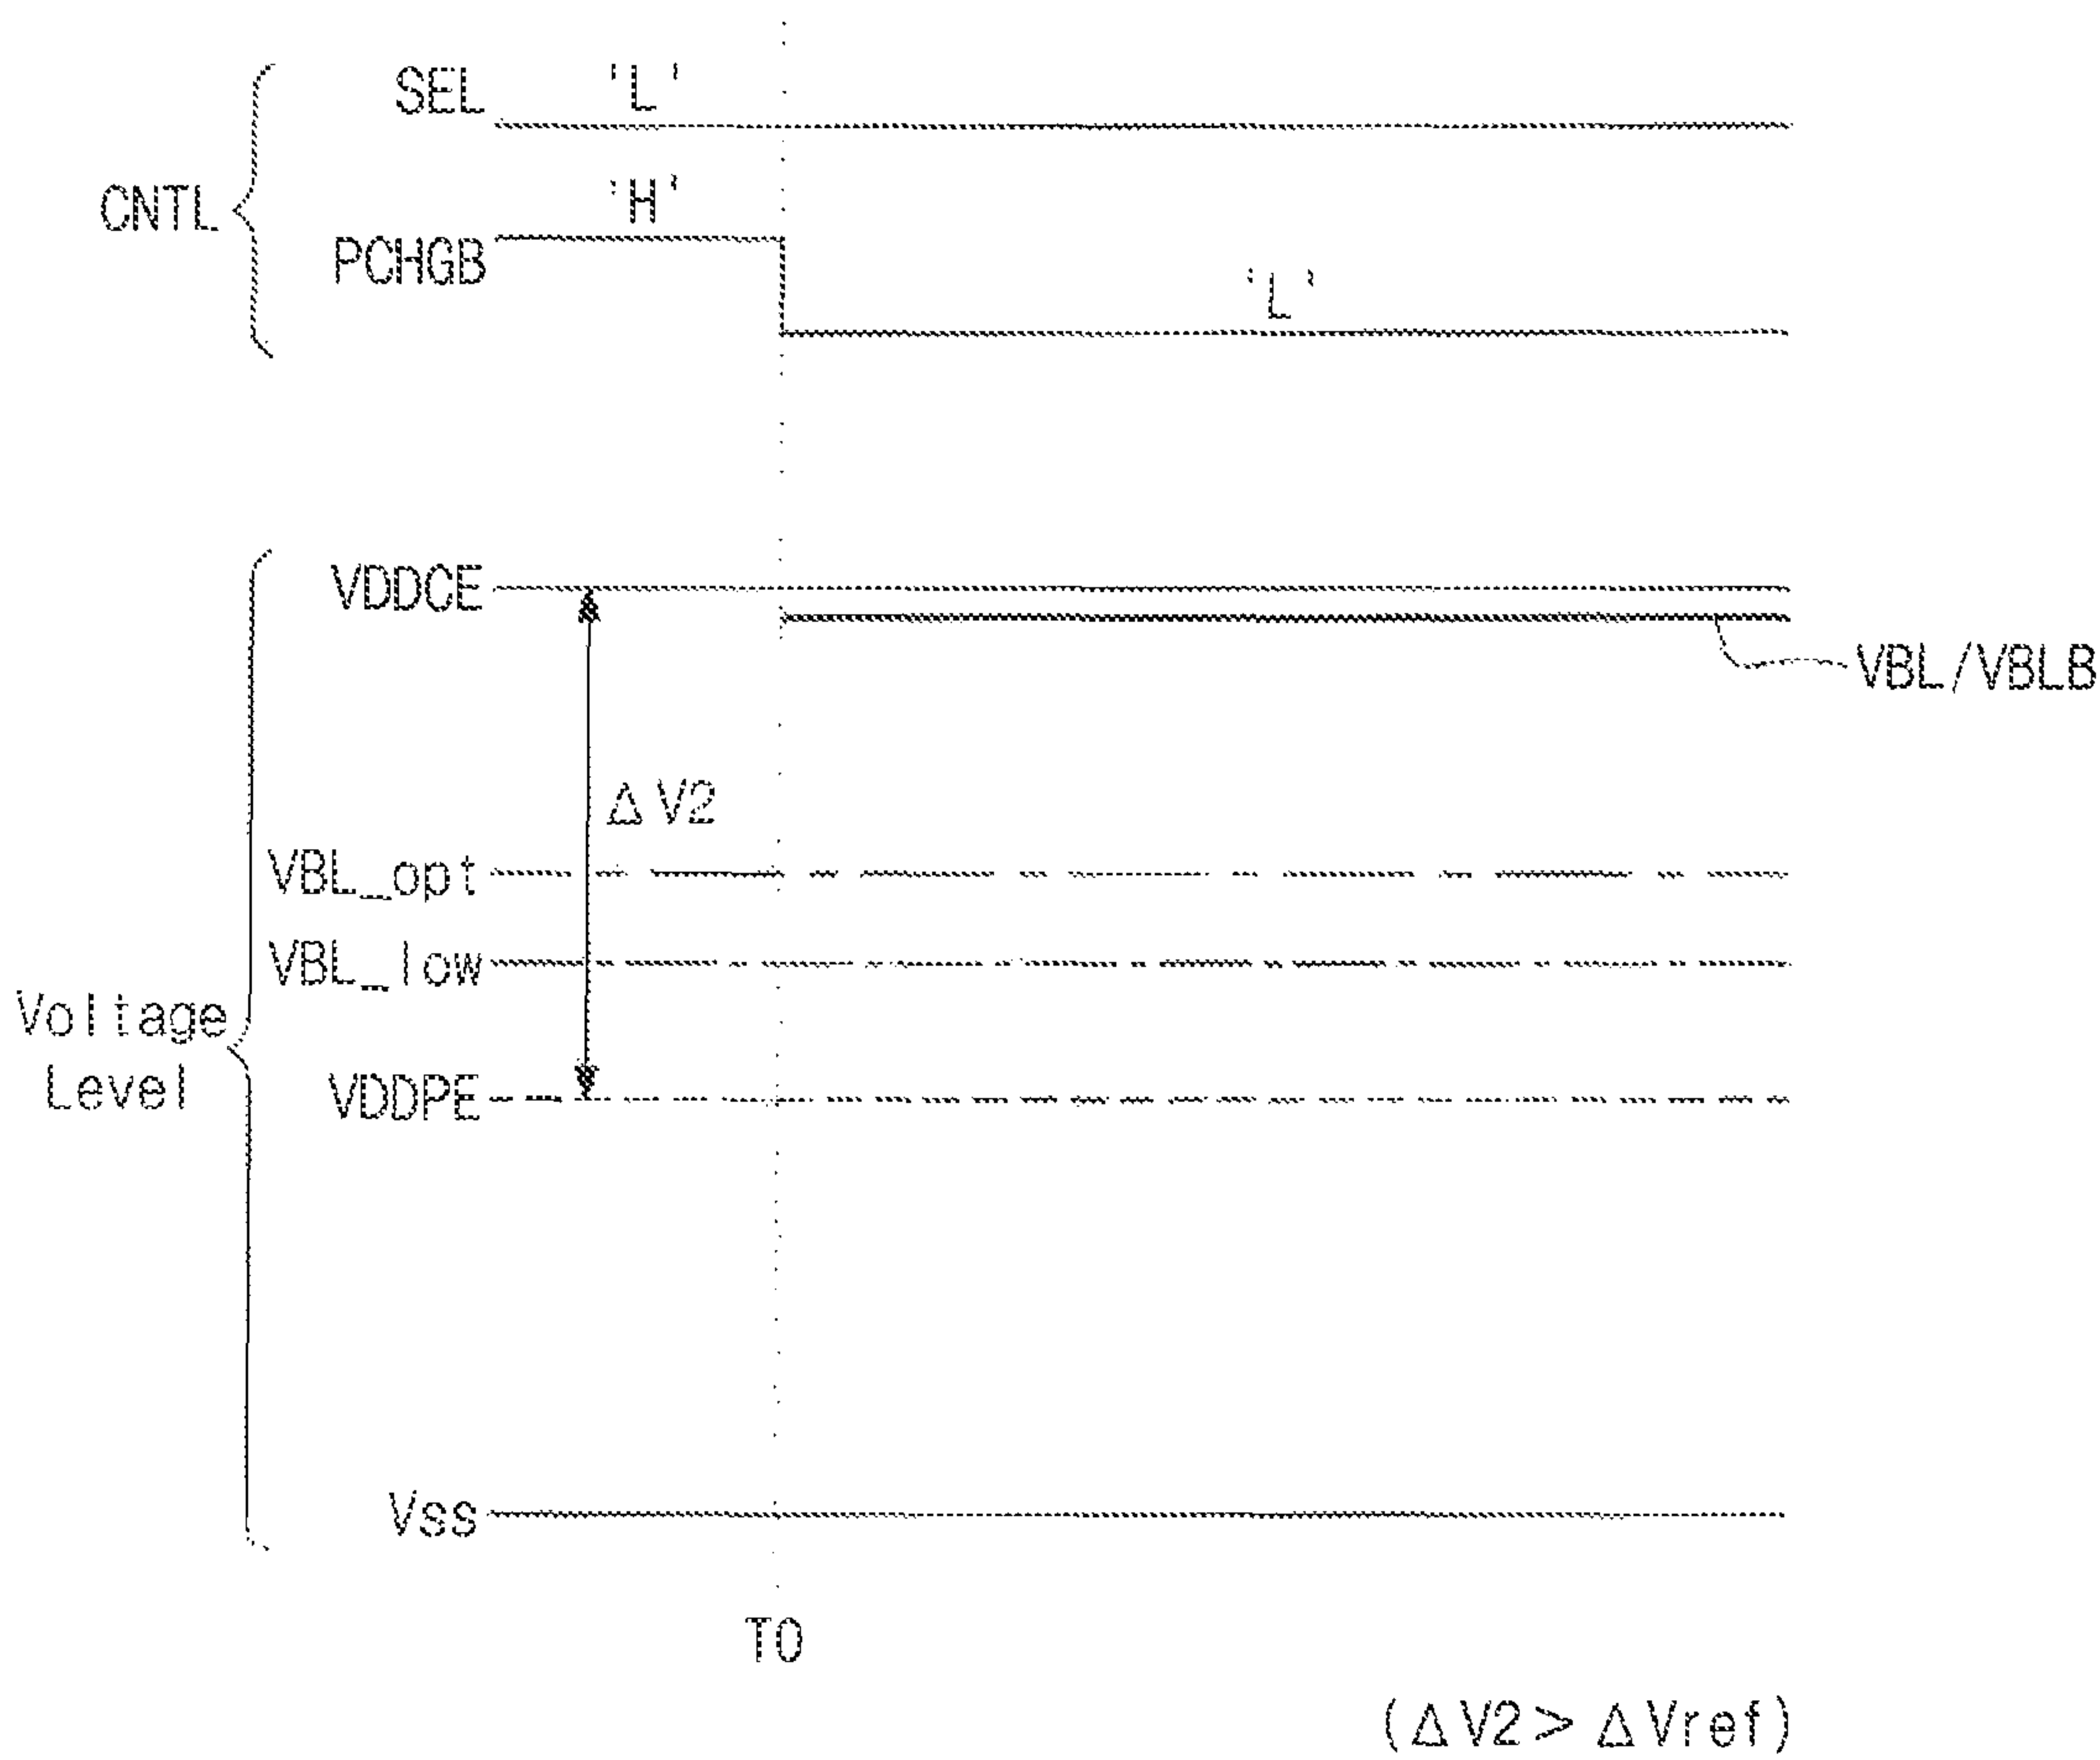 SEL 'L'
CNTL
'H'
PCHGB
'L'
VDDCE
VBL/VBLB
ΔV2
VBL_opt
VBL_low
Voltage
Level
VDDPE
Vss
T0
(ΔV2>ΔVref)